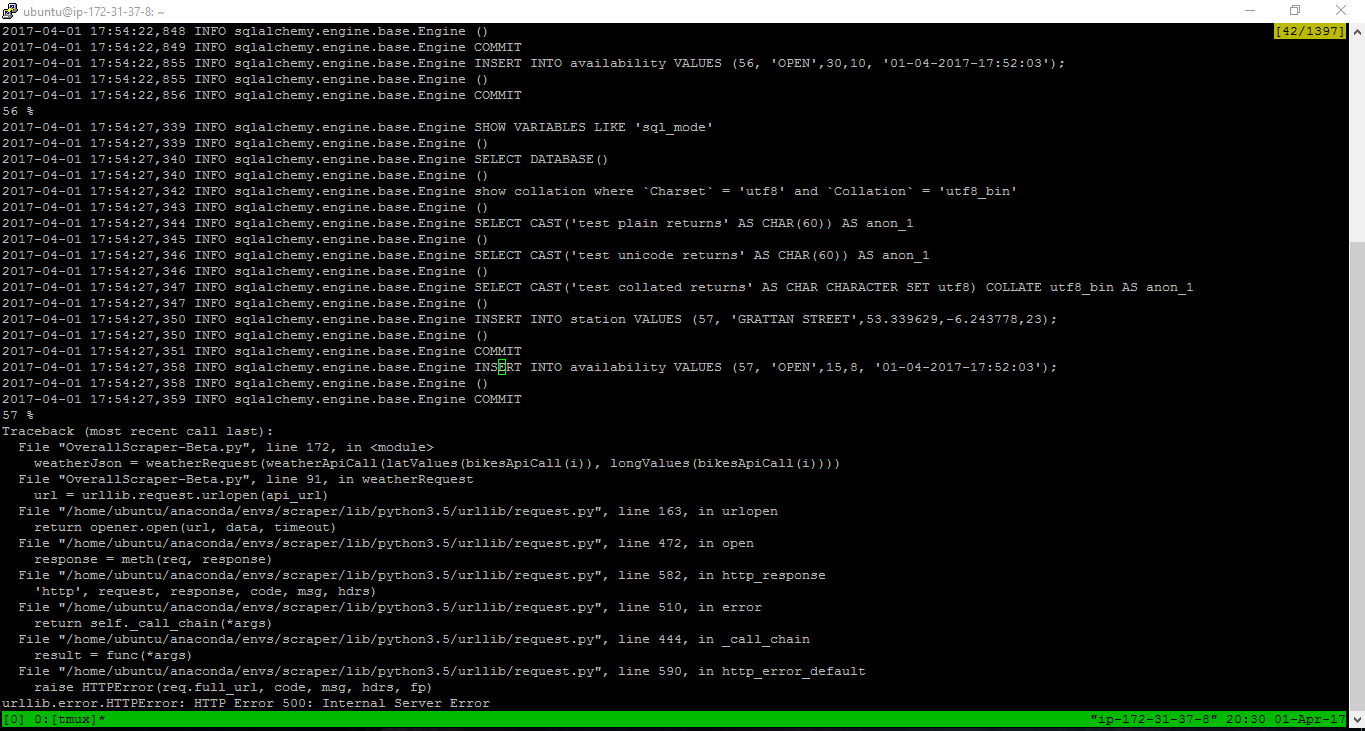 ubuntu@ip-172-31-37-8: ~
2017-04-01 17:54:22,848 INFO sqlalchemy.engine.base.Engine ()
[42/1397]
2017-04-01 17:54:22,849 INFO sqlalchemy.engine.base.Engine COMMIT
2017-04-01 17:54:22,855 INFO sqlalchemy.engine.base.Engine INSERT INTO availability VALUES (56, 'OPEN',30,10, '01-04-2017-17:52:03');
2017-04-01 17:54:22,855 INFO sqlalchemy.engine.base.Engine ()
2017-04-01 17:54:22,856 INFO sqlalchemy.engine.base.Engine COMMIT
56 %
2017-04-01 17:54:27,339 INFO sqlalchemy.engine.base.Engine SHOW VARIABLES LIKE 'sql_mode'
2017-04-01 17:54:27,339 INFO sqlalchemy.engine.base.Engine ()
2017-04-01 17:54:27,340 INFO sqlalchemy.engine.base.Engine SELECT DATABASE()
2017-04-01 17:54:27,340 INFO sqlalchemy.engine.base.Engine ()
2017-04-01 17:54:27,342 INFO sqlalchemy.engine.base.Engine show collation where `Charset` = 'utf8' and `Collation` = 'utf8_bin'
2017-04-01 17:54:27,343 INFO sqlalchemy.engine.base.Engine ()
2017-04-01 17:54:27,344 INFO sqlalchemy.engine.base.Engine SELECT CAST('test plain returns' AS CHAR(60)) AS anon_1
2017-04-01 17:54:27,345 INFO sqlalchemy.engine.base.Engine ()
2017-04-01 17:54:27,346 INFO sqlalchemy.engine.base.Engine SELECT CAST('test unicode returns' AS CHAR(60)) AS anon_1
2017-04-01 17:54:27,346 INFO sqlalchemy.engine.base.Engine ()
2017-04-01 17:54:27,347 INFO sqlalchemy.engine.base.Engine SELECT CAST('test collated returns' AS CHAR CHARACTER SET utf8) COLLATE utf8_bin AS anon_1
2017-04-01 17:54:27,347 INFO sqlalchemy.engine.base.Engine ()
2017-04-01 17:54:27,350 INFO sqlalchemy.engine.base.Engine INSERT INTO station VALUES (57, 'GRATTAN STREET',53.339629,-6.243778,23);
2017-04-01 17:54:27,350 INFO sqlalchemy.engine.base.Engine ()
2017-04-01 17:54:27,351 INFO sqlalchemy.engine.base.Engine COMMIT
2017-04-01 17:54:27,358 INFO sqlalchemy.engine.base.Engine INSERT INTO availability VALUES (57, 'OPEN',15,8, '01-04-2017-17:52:03');
2017-04-01 17:54:27,358 INFO sqlalchemy.engine.base.Engine ()
2017-04-01 17:54:27,359 INFO sqlalchemy.engine.base.Engine COMMIT
57 %
Traceback (most recent call last):
  File "OverallScraper-Beta.py", line 172, in <module>
    weatherJson = weatherRequest(weatherApiCall(latValues(bikesApiCall(i)), longValues(bikesApiCall(i))))
  File "OverallScraper-Beta.py", line 91, in weatherRequest
    url = urllib.request.urlopen(api_url)
  File "/home/ubuntu/anaconda/envs/scraper/lib/python3.5/urllib/request.py", line 163, in urlopen
    return opener.open(url, data, timeout)
  File "/home/ubuntu/anaconda/envs/scraper/lib/python3.5/urllib/request.py", line 472, in open
    response = meth(req, response)
  File "/home/ubuntu/anaconda/envs/scraper/lib/python3.5/urllib/request.py", line 582, in http_response
    'http', request, response, code, msg, hdrs)
  File "/home/ubuntu/anaconda/envs/scraper/lib/python3.5/urllib/request.py", line 510, in error
    return self._call_chain(*args)
  File "/home/ubuntu/anaconda/envs/scraper/lib/python3.5/urllib/request.py", line 444, in _call_chain
    result = func(*args)
  File "/home/ubuntu/anaconda/envs/scraper/lib/python3.5/urllib/request.py", line 590, in http_error_default
    raise HTTPError(req.full_url, code, msg, hdrs, fp)
urllib.error.HTTPError: HTTP Error 500: Internal Server Error
[0] 0:[tmux]* "ip-172-31-37-8" 20:30 01-Apr-17